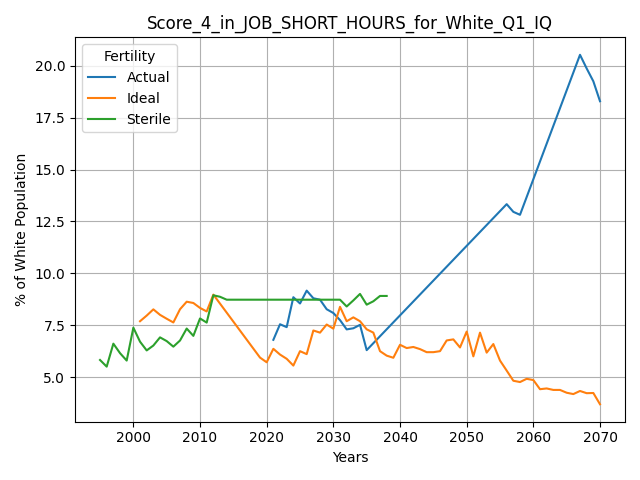 Score_4_in_JOB_SHORT_HOURS_for_White_Q1_IQ
Fertility
Actual
Ideal
Sterile
% of White Population
20.0
17.5
15.0
12.5
10.0
7.5
5.0
2000 2010 2020 2030 2040 2050 2060 2070
Years